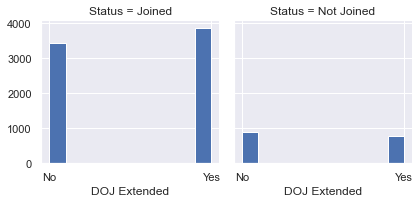 Status = Joined
Status = Not Joined
4000
3000
2000
1000
0
No
Yes
No
Yes
DOJ Extended
DOJ Extended